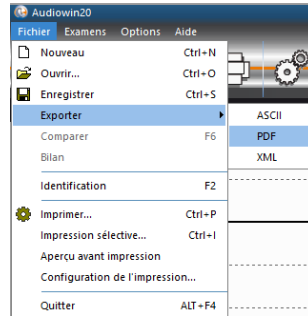 Audiowin20
Fichier Examens Options Aide
Nouveau Ctrl+N
Ouvrir... Ctrl+O
Enregistrer Ctrl+S
Exporter ASCII
Comparer F6 PDF
Bilan XML
Identification F2
Imprimer... Ctrl+P
Impression sélective... Ctrl+I
Aperçu avant impression
Configuration de l'impression...
Quitter ALT+F4